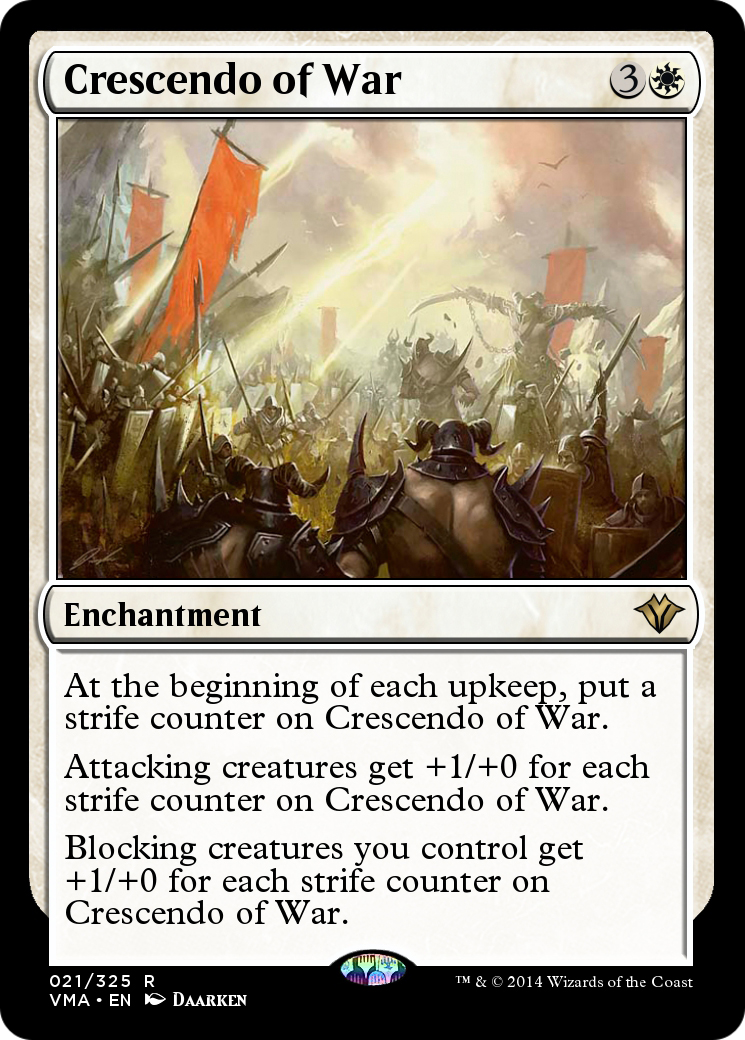 Crescendo of War
3
Enchantment
At the beginning of each upkeep, put a
strife counter on Crescendo of War.
Attacking creatures get +1/+0 for each
strife counter on Crescendo of War.
Blocking creatures you control get
+1/+0 for each strife counter on
Crescendo of War.
021/325 R
VMA • EN DAARKEN
™ & © 2014 Wizards of the Coast